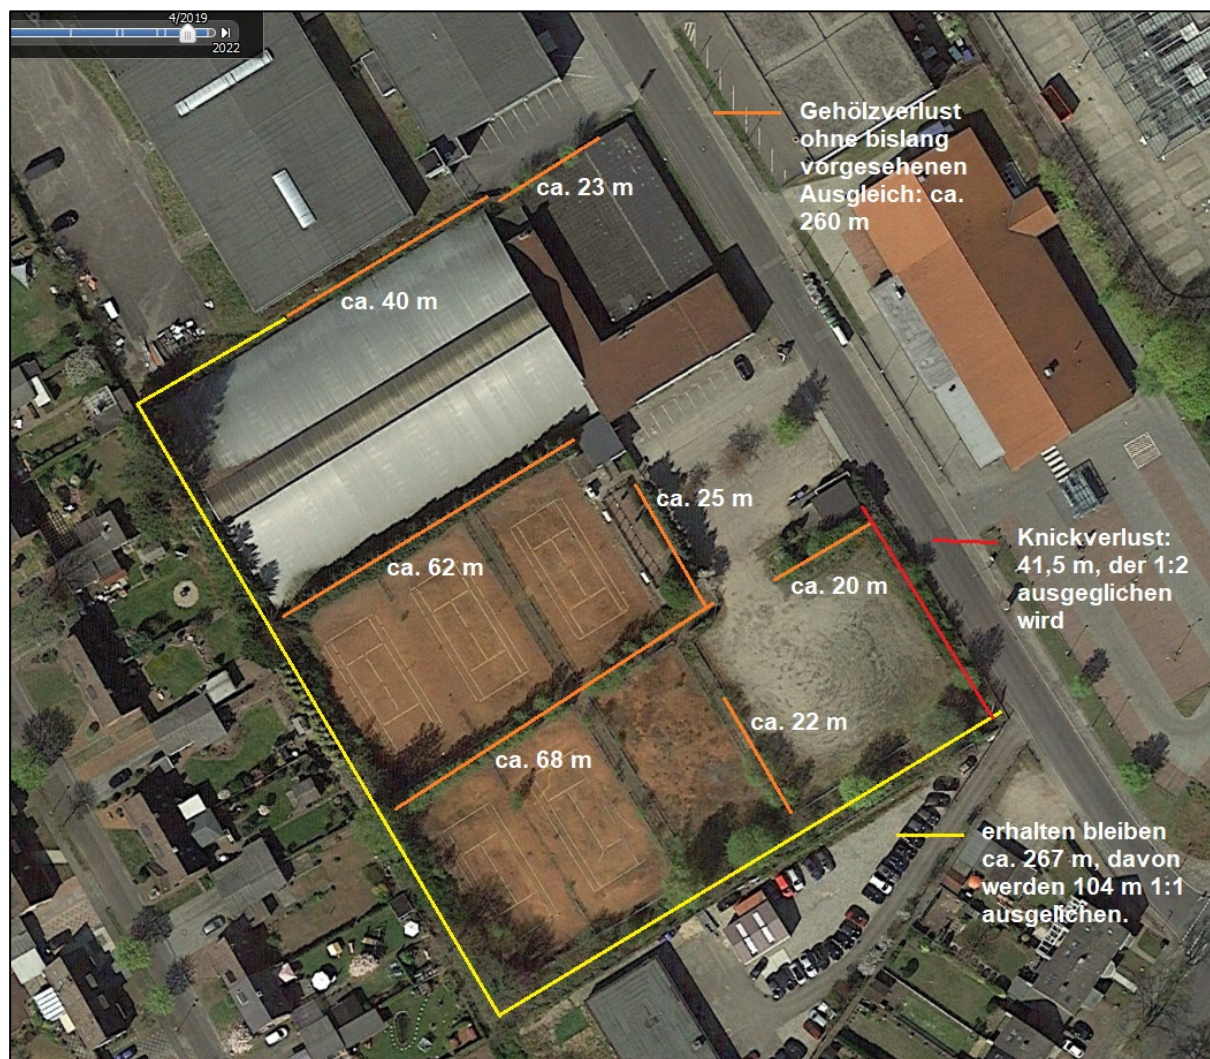 4/2019
2022
Gehölzverlust
ohne bislang
vorgesehenen
Ausgleich: ca.
260 m
ca. 23 m
ca. 40 m
ca. 25 m
ca. 62 m
ca. 20 m
Knickverlust:
41,5 m, der 1:2
ausgeglichen
wird
ca. 22 m
ca. 68 m
erhalten bleiben
ca. 267 m, davon
werden 104 m 1:1
ausgelichen.